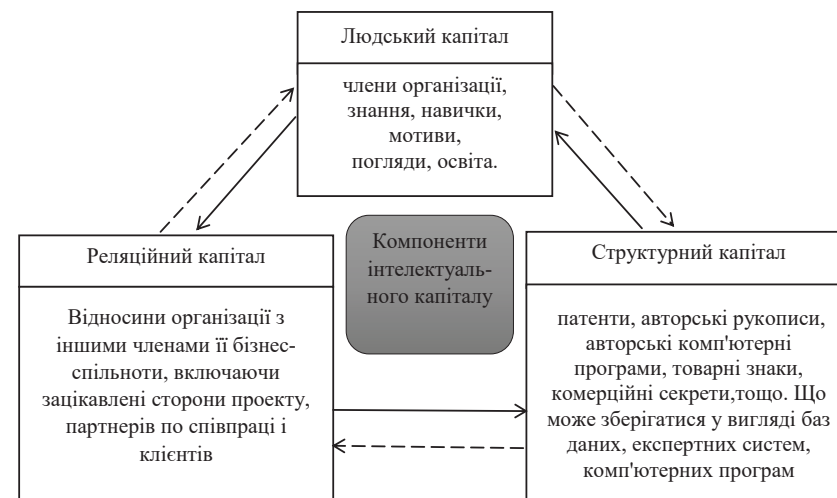 Людський капітал
члени організації,
знання, навички,
мотиви,
погляди, освіта.
Компоненти
інтелектуаль-
ного капіталу
Реляційний капітал
Відносини організації з
іншими членами її бізнес-
спільноти, включаючи
зацікавлені сторони проекту,
партнерів по співпраці і
клієнтів
Структурний капітал
патенти, авторські рукописи,
авторські комп'ютерні
програми, товарні знаки,
комерційні секрети,тощо. Що
може зберігатися у вигляді баз
даних, експертних систем,
комп'ютерних програм